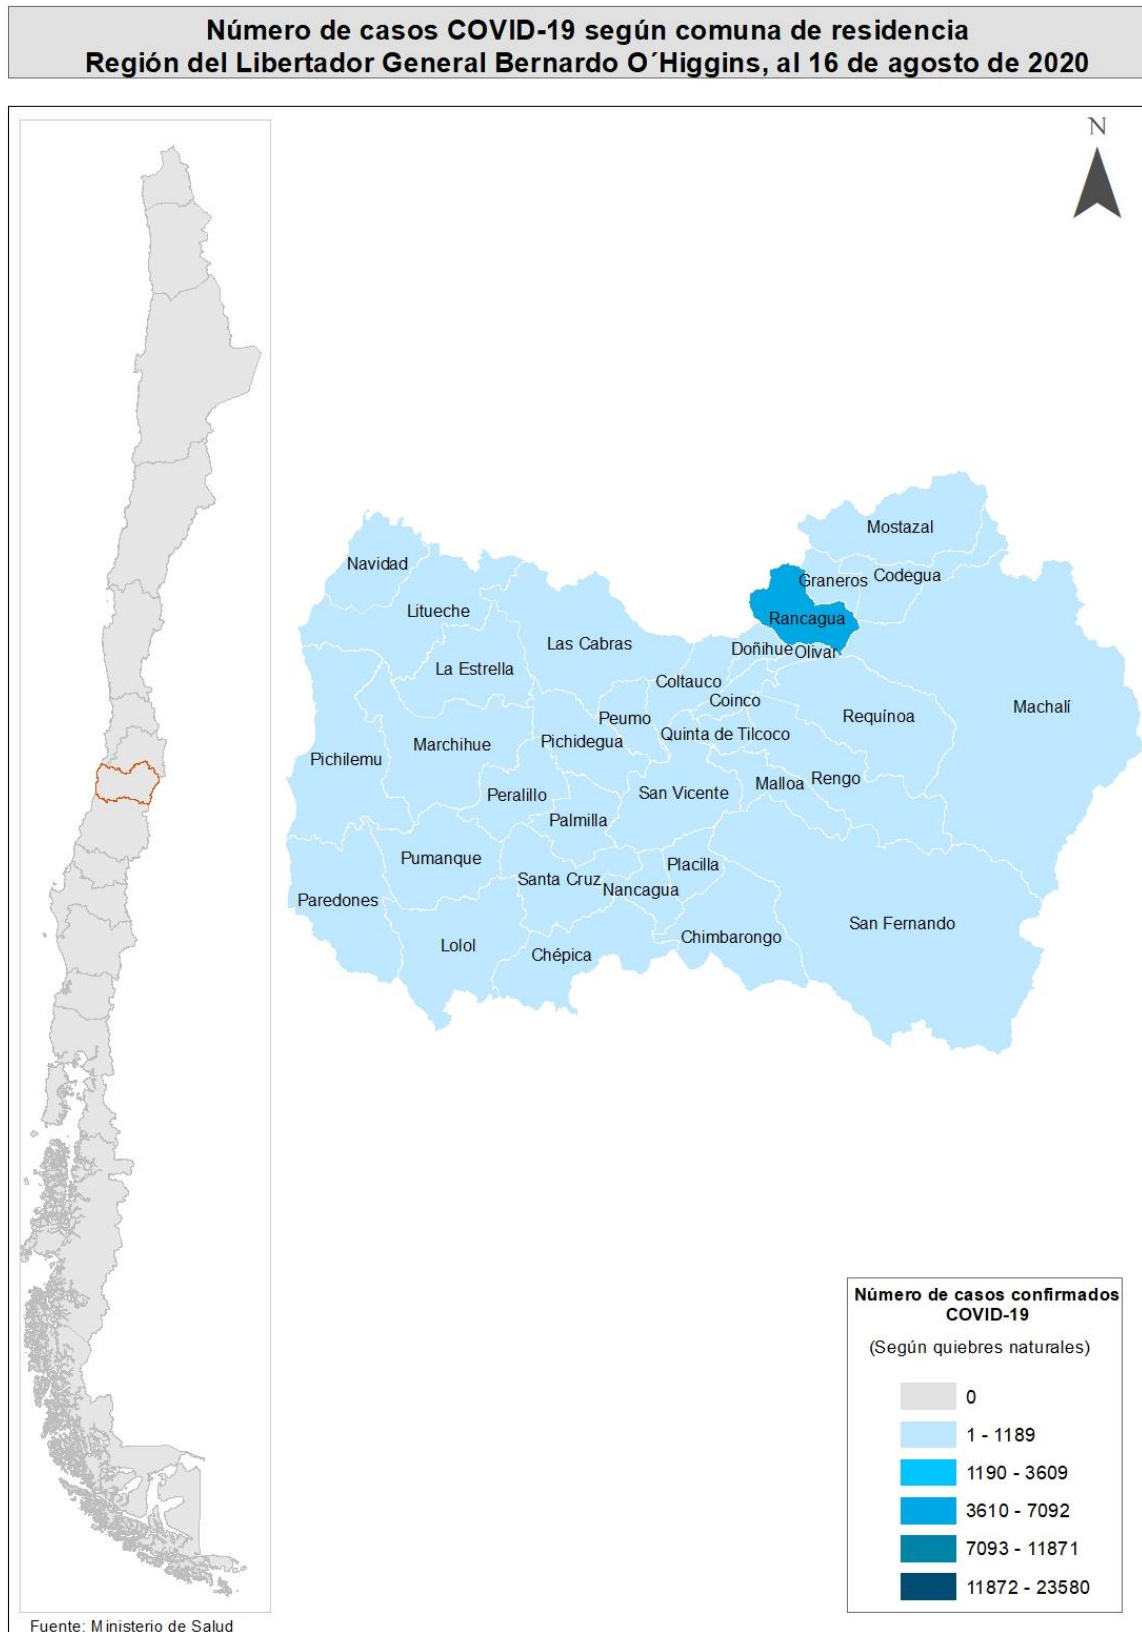 Número de casos COVID-19 según comuna de residencia
Región del Libertador General Bernardo O´Higgins, al 16 de agosto de 2020
N
Mostazal
Navidad
Graneros
Codegua
Litueche
Rancagua
Las Cabras
Doñihue
Olivar
La Estrella
Coltauco
Coinco
Machalí
Peumo
Requínoa
Quinta de Tilcoco
Marchihue
Pichidegua
Pichilemu
Rengo
Malloa
Peralillo
San Vicente
Palmilla
Pumanque
Placilla
Santa Cruz
Nancagua
Paredones
San Fernando
Chimbarongo
Lolol
Chépica
Número de casos confirmados
COVID-19
(Según quiebres naturales)
0
1 - 1189
1190 - 3609
3610 - 7092
7093 - 11871
11872 - 23580
Fuente: Ministerio de Salud